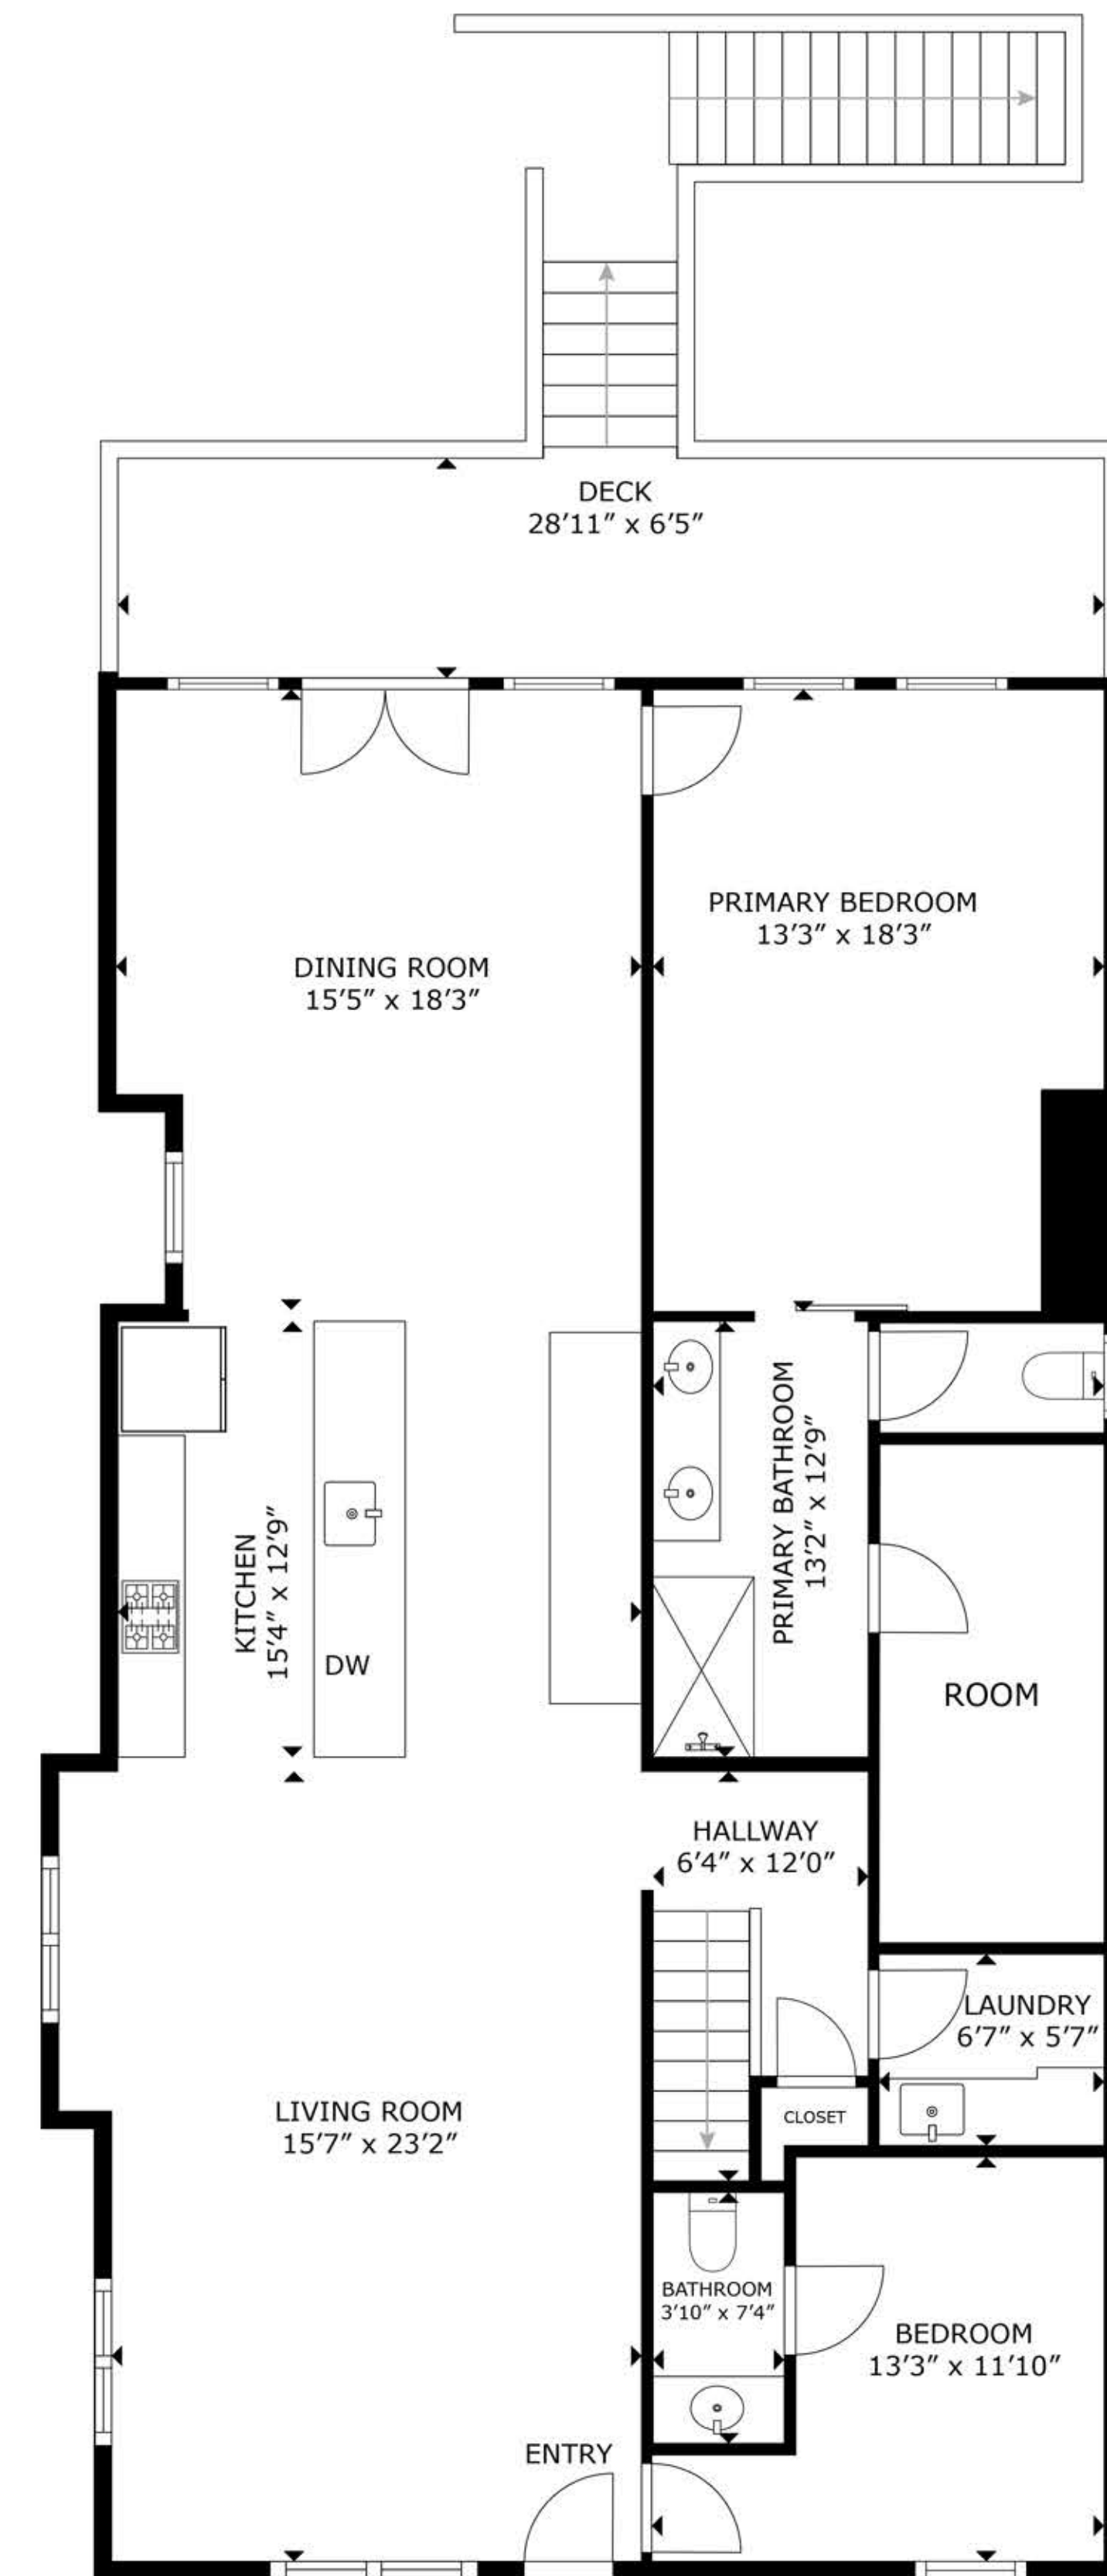 DECK
28'11" x 6'5"
PRIMARY BEDROOM
13'3" x 18'3"
DINING ROOM
15'5" x 18'3"
PRIMARY BATHROOM
13'2" x 12'9"
KITCHEN
15'4" x 12'9"
DW
ROOM
HALLWAY
6'4" x 12'0"
LAUNDRY
6'7" x 5'7"
CLOSET
LIVING ROOM
15'7" x 23'2"
BATHROOM
3'10" x 7'4"
BEDROOM
13'3" x 11'10"
ENTRY